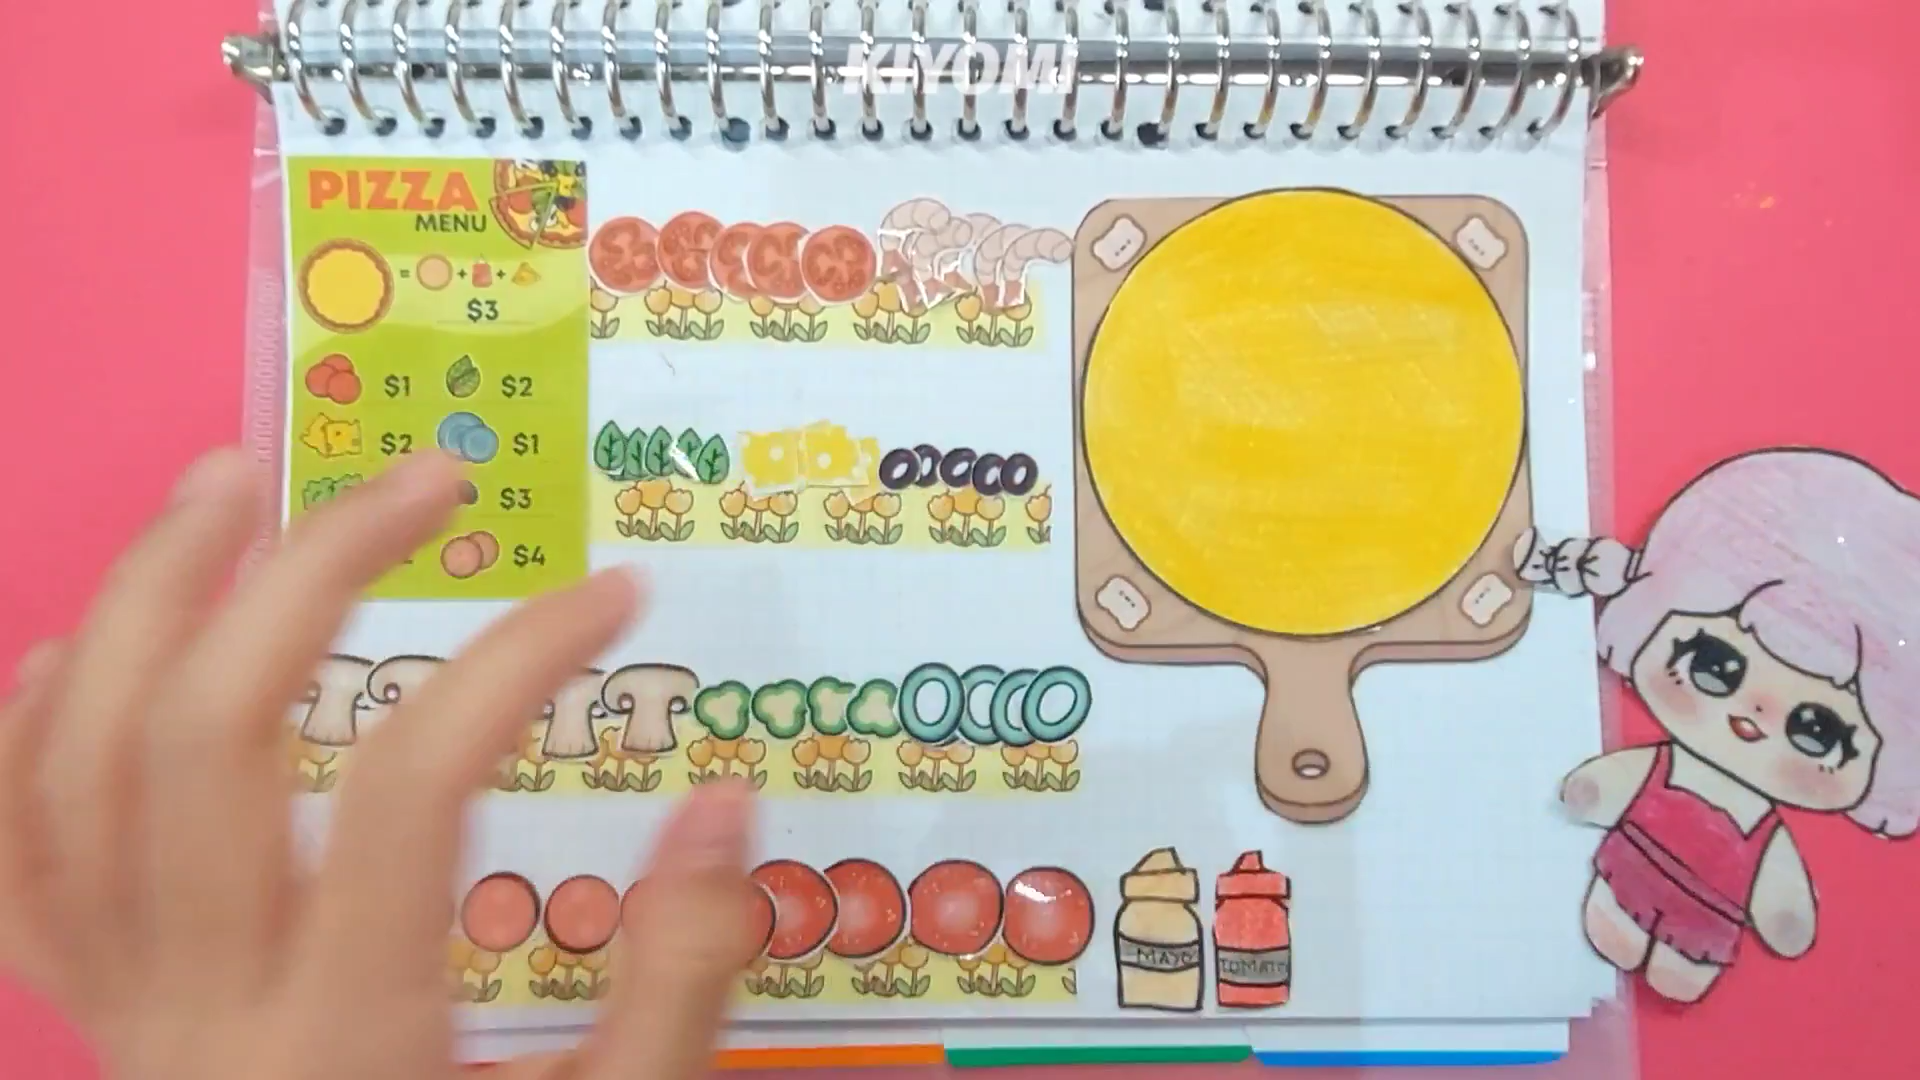 KIYOMI
PIZZA
MENU
= + +
$3
$1 $2
$2 $1
$3
$4
MAYO
TOMATO